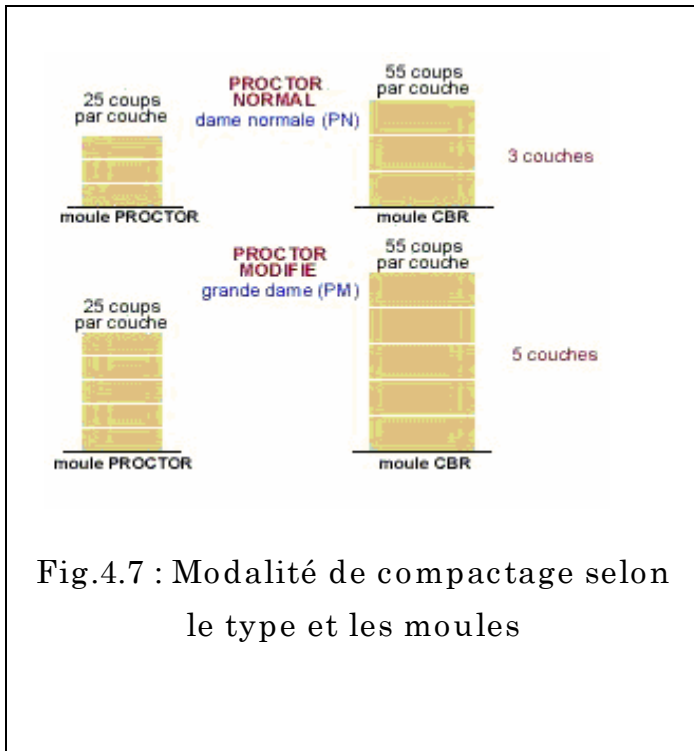 25 coups
par couche
PROCTOR
NORMAL
dame normale (PN)
55 coups
par couche
3 couches
moule PROCTOR
moule CBR
PROCTOR
MODIFIE
grande dame (PM)
55 coups
par couche
25 coups
par couche
5 couches
moule PROCTOR
moule CBR
Fig.4.7 : Modalité de compactage selon
le type et les moules